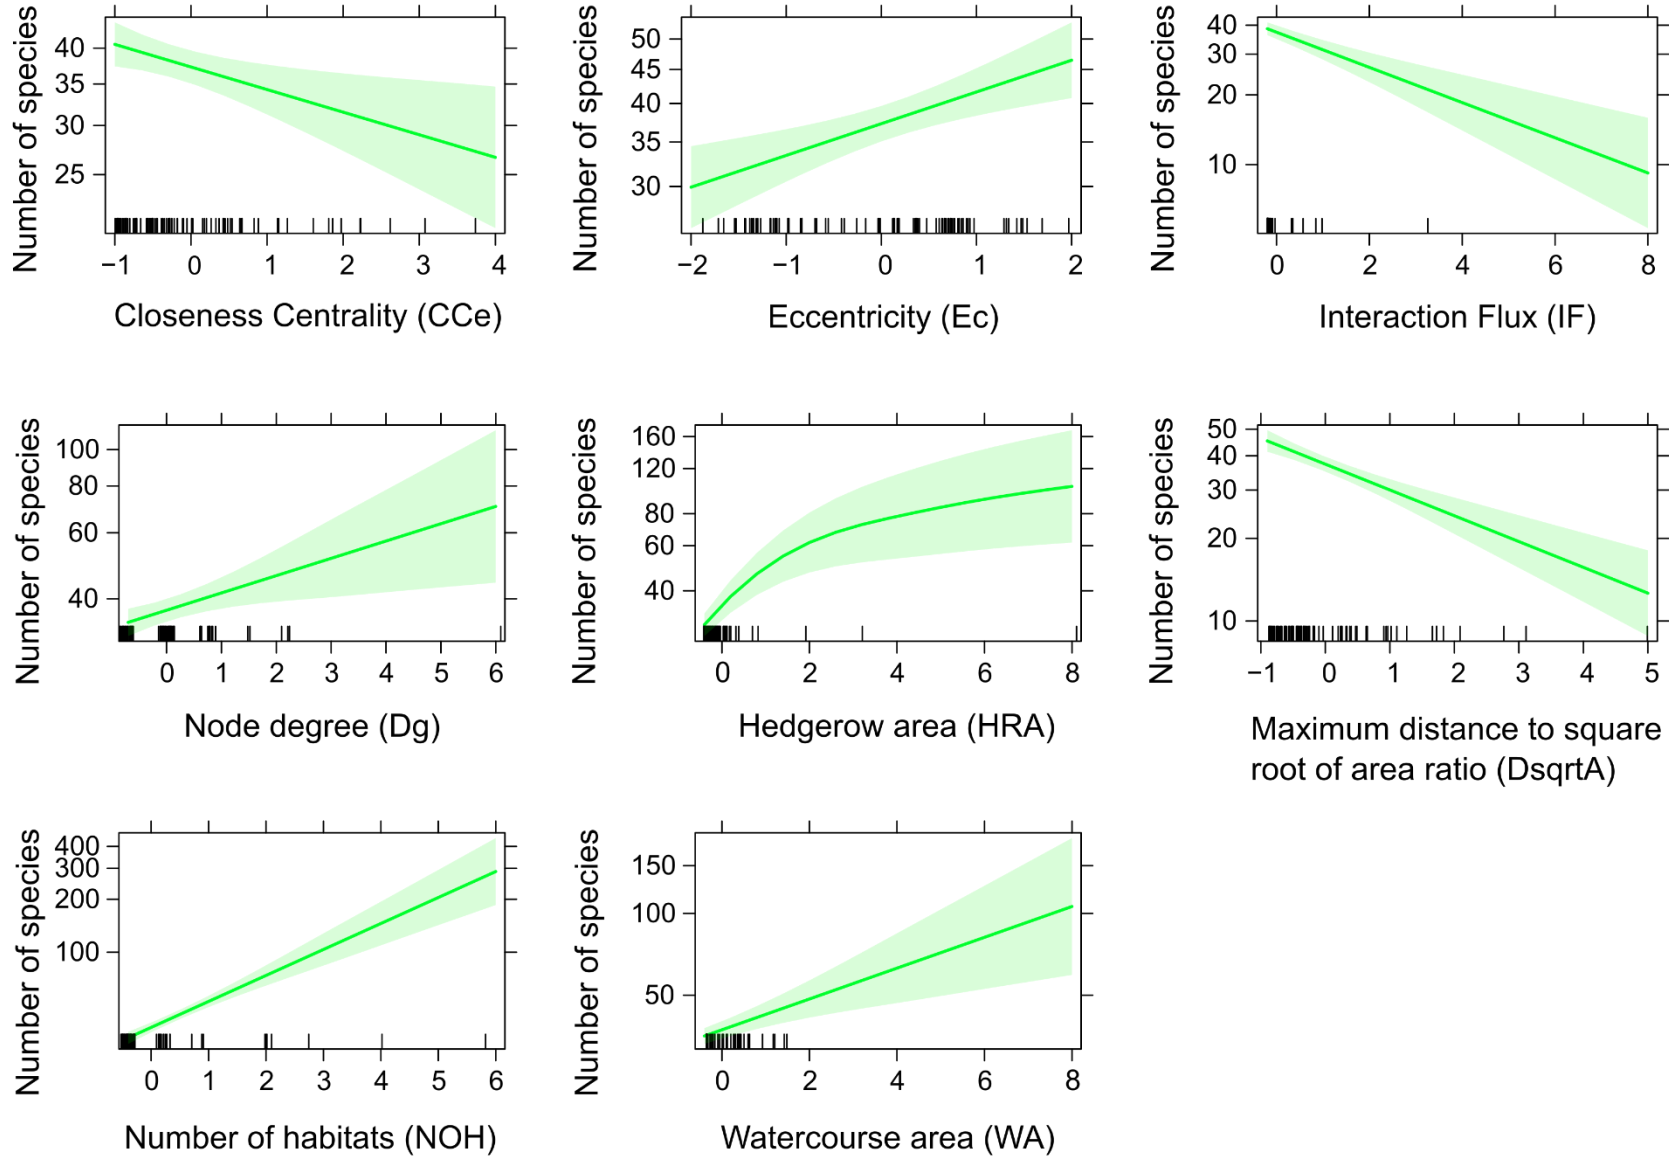 Number of species
40
35
30
25
−1 0 1 2 3 4
Closeness Centrality (CCe)
Number of species
50
45
40
35
30
−2 −1 0 1 2
Eccentricity (Ec)
Number of species
40
30
20
10
0 2 4 6 8
Interaction Flux (IF)
Number of species
100
80
60
40
0 1 2 3 4 5 6
Node degree (Dg)
Number of species
160
120
80
60
40
0 2 4 6 8
Hedgerow area (HRA)
Number of species
50
40
30
20
10
−1 0 1 2 3 4 5
Maximum distance to square
root of area ratio (DsqrtA)
Number of species
400
300
200
100
0 1 2 3 4 5 6
Number of habitats (NOH)
Number of species
150
100
50
0 2 4 6 8
Watercourse area (WA)